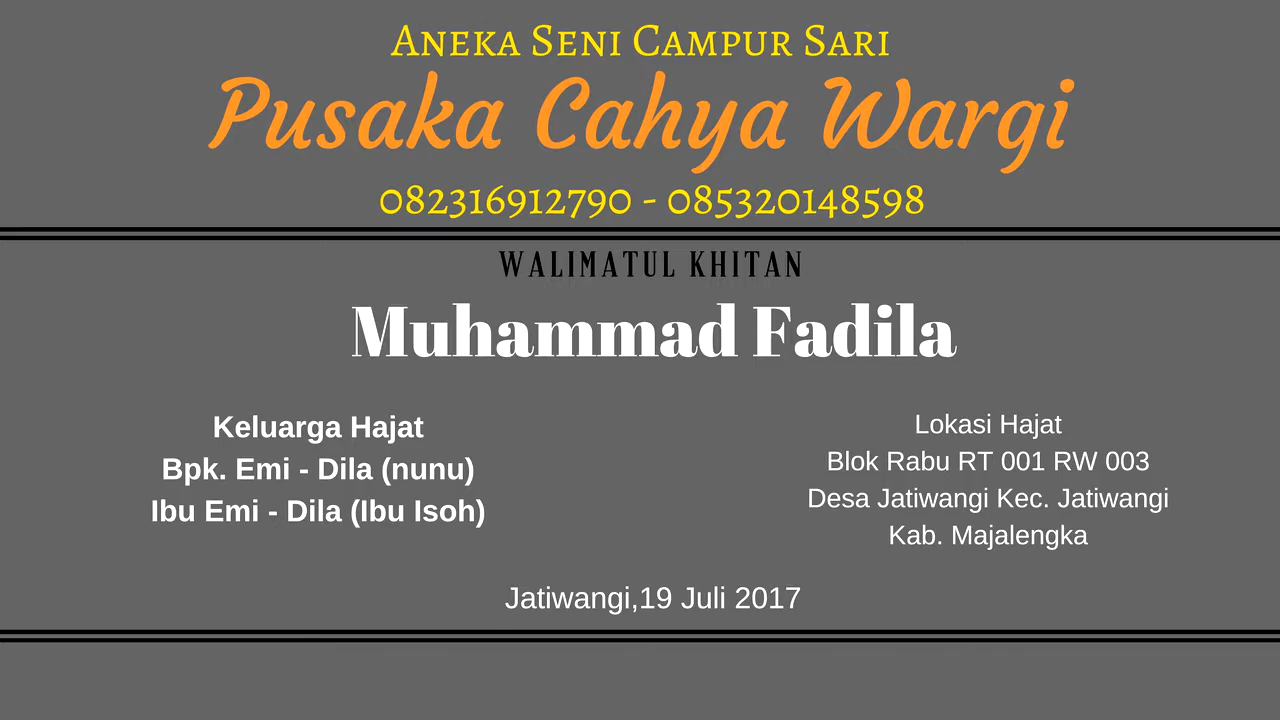 Aneka Seni Campur Sari
Pusaka Cahya Wargi
082316912790 - 085320148598
WALIMATUL KHITAN
Muhammad Fadila
Keluarga Hajat
Bpk. Emi - Dila (nunu)
Ibu Emi - Dila (Ibu Isoh)
Lokasi Hajat
Blok Rabu RT 001 RW 003
Desa Jatiwangi Kec. Jatiwangi
Kab. Majalengka
Jatiwangi,19 Juli 2017